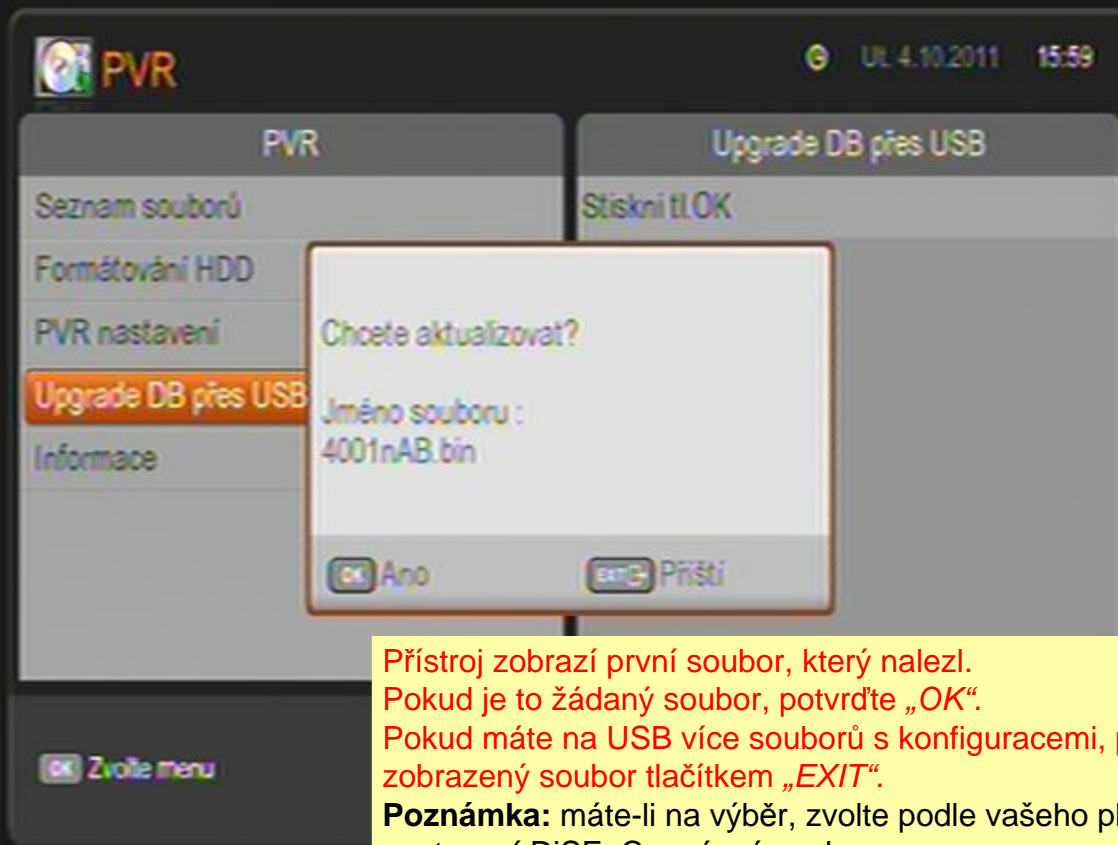 PVR
Út. 4.10.2011 15:59
PVR
Upgrade DB přes USB
Seznam souborů
Stiskni tl.OK
Formátování HDD
PVR nastavení
Upgrade DB přes USB
Informace
Chcete aktualizovat?
Jméno souboru :
4001nAB.bin
OK Ano
EXIT Příští
OK Zvolte menu
Přístroj zobrazí první soubor, který nalezl.
Pokud je to žádaný soubor, potvrďte „OK“.
Pokud máte na USB více souborů s konfiguracemi, p
zobrazený soubor tlačítkem „EXIT“.
Poznámka: máte-li na výběr, zvolte podle vašeho pl